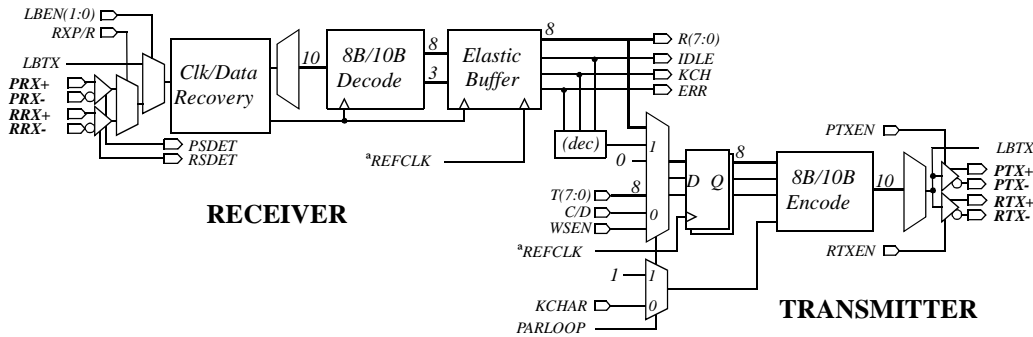 LBEN(1:0)
RXP/R
LBTX
PRX+
PRX-
RRX+
RRX-
Clk/Data
Recovery
10
8B/10B
Decode
8
3
Elastic
Buffer
8
R(7:0)
IDLE
KCH
ERR
PSDET
RSDET
ªREFCLK
(dec)
RECEIVER
0
1
T(7:0)
8
C/D
0
WSEN
ªREFCLK
D Q
8
8B/10B
Encode
10
PTXEN
LBTX
PTX+
PTX-
RTX+
RTX-
RTXEN
1
1
KCHAR
0
PARLOOP
TRANSMITTER